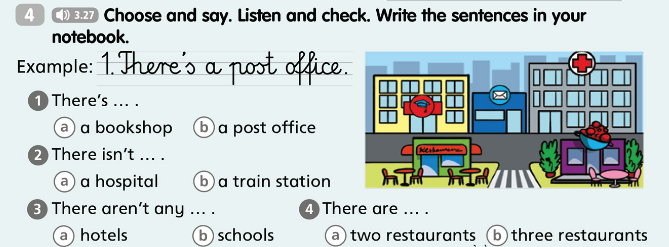 4 3.27 Choose and say. Listen and check. Write the sentences in your
notebook.
Example: 1. There's a post office.
1 There's ... .
a a bookshop b a post office
2 There isn't ... .
a a hospital b a train station
3 There aren't any ... . 4 There are ... .
a hotels b schools a two restaurants b three restaurants
Restaurant